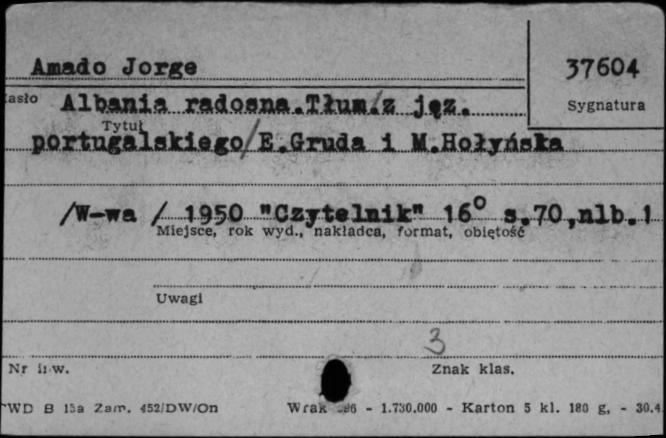 Amado Jorge
37604
Sygnatura
asło
Albania radosna.Tłum.z jęz.
Tytuł
portugalskiego/E.Gruda i M.Hołyńska
/W-wa / 1950 "Czytelnik" 16° s.70,nlb.1
Miejsce, rok wyd., nakładca, format, objętość
Uwagi
3
Nr inw.
Znak klas.
PWD B 15a Zam. 452/DW/On
- 1.730.000 - Karton 5 kl. 180 g, - 30.4